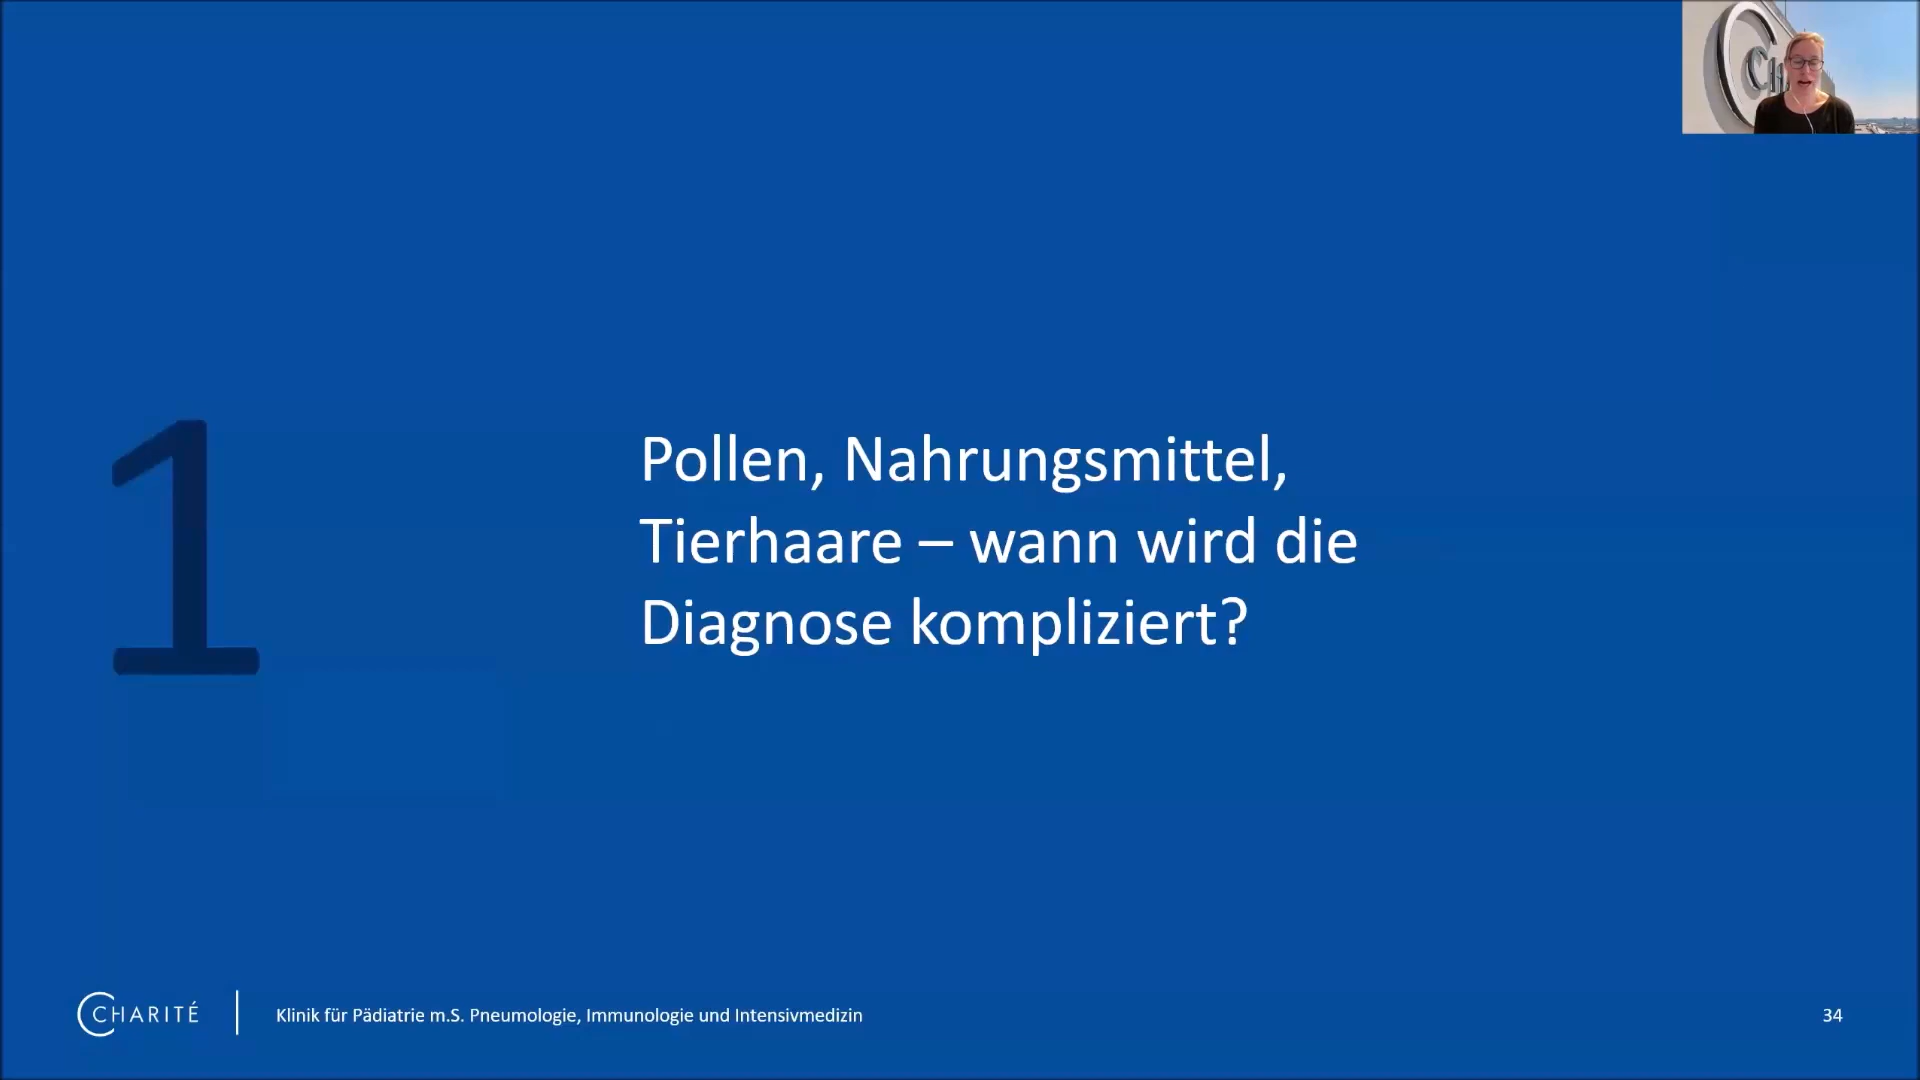 1
Pollen, Nahrungsmittel,
Tierhaare – wann wird die
Diagnose kompliziert?
CHARITÉ
Klinik für Pädiatrie m.S. Pneumologie, Immunologie und Intensivmedizin
34